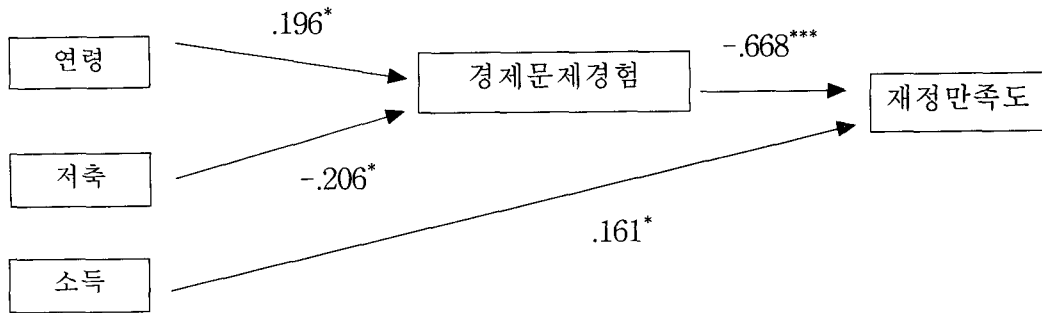 .196*
-.668***
연령
경제문제경험
재정만족도
저축
-.206*
.161*
소득